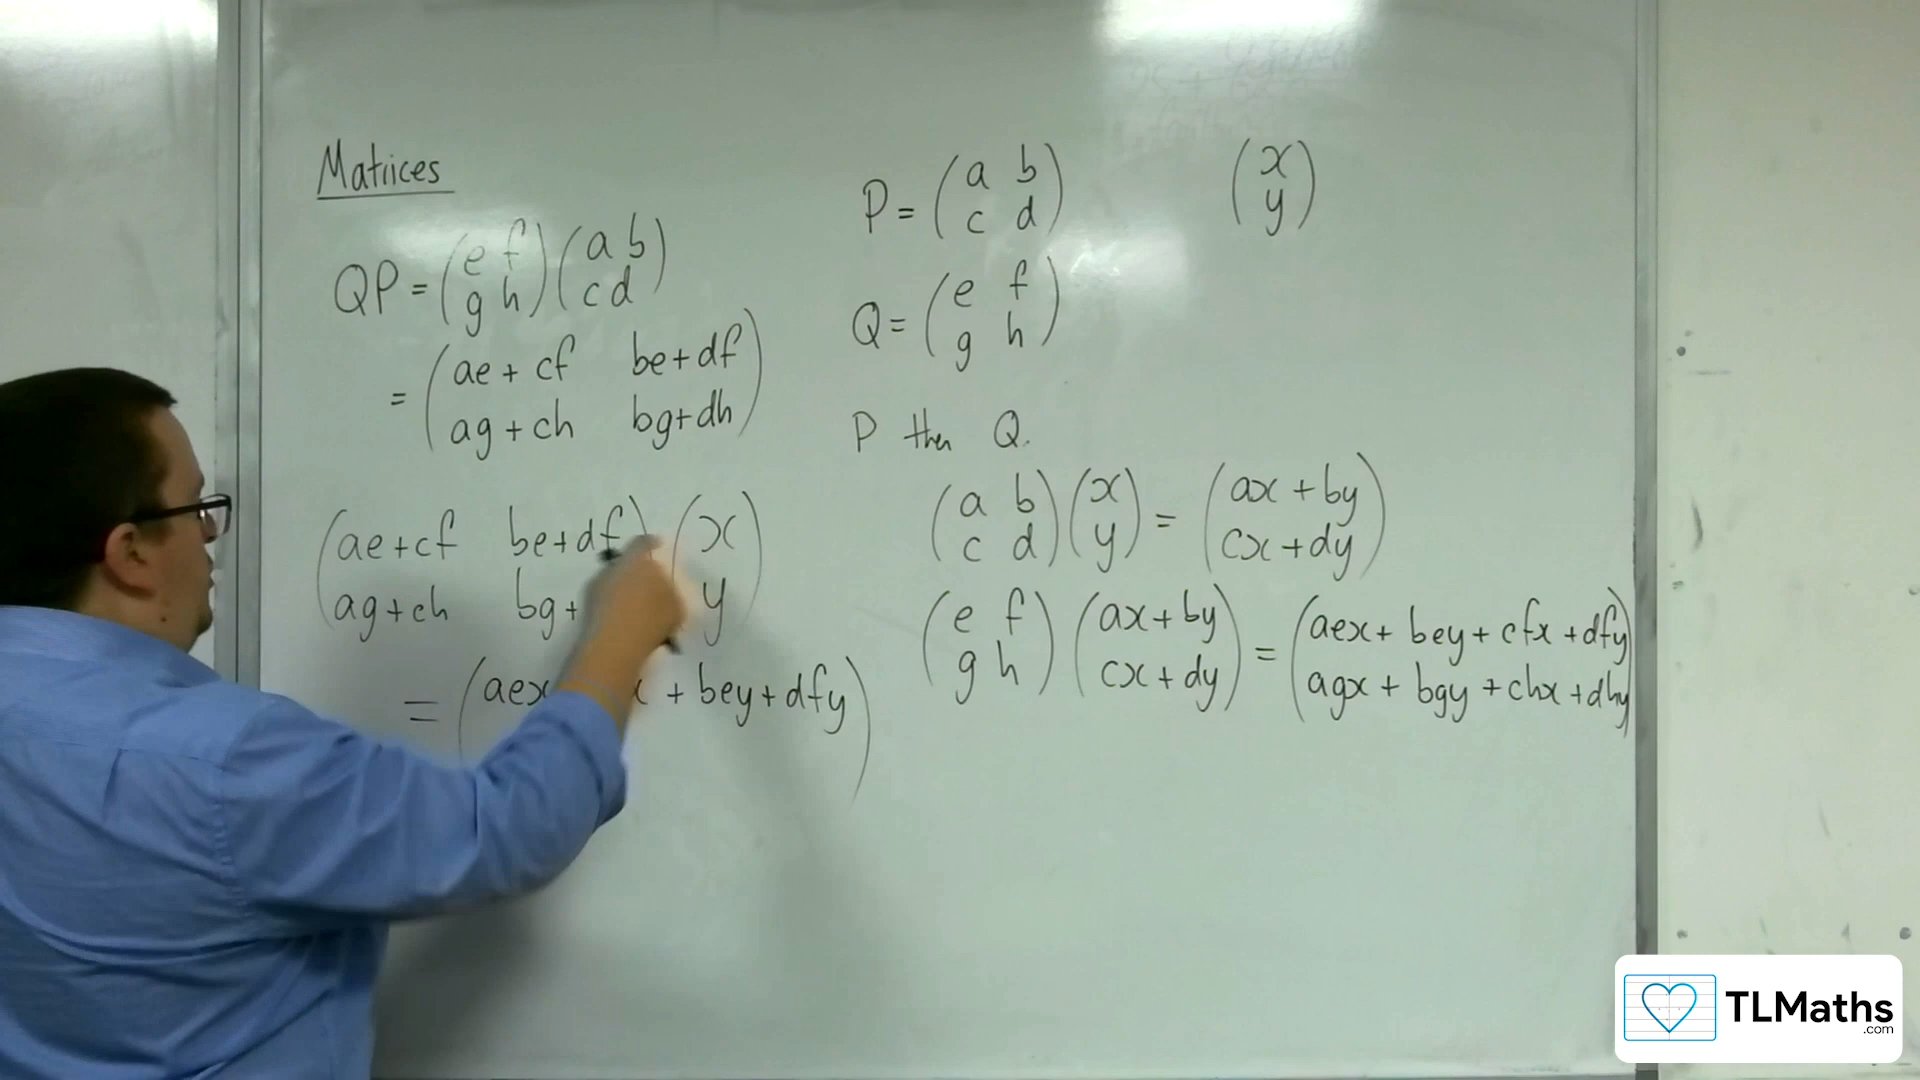 Matrices
QP = (e f) (a b)
(g h) (c d)
= (ae + cf be + df)
(ag + ch bg + dh)
(ae + cf be + df) (x)
(ag + ch bg + (y)
= (aex + bey + dfy)
P = (a b) (x)
(c d) (y)
Q = (e f)
(g h)
P then Q.
(a b) (x) = (ax + by)
(c d) (y) (cx + dy)
(e f) (ax + by) = (aex + bey + cfx + dfy)
(g h) (cx + dy) (agx + bgy + chx + dhy)
TLMaths
.com